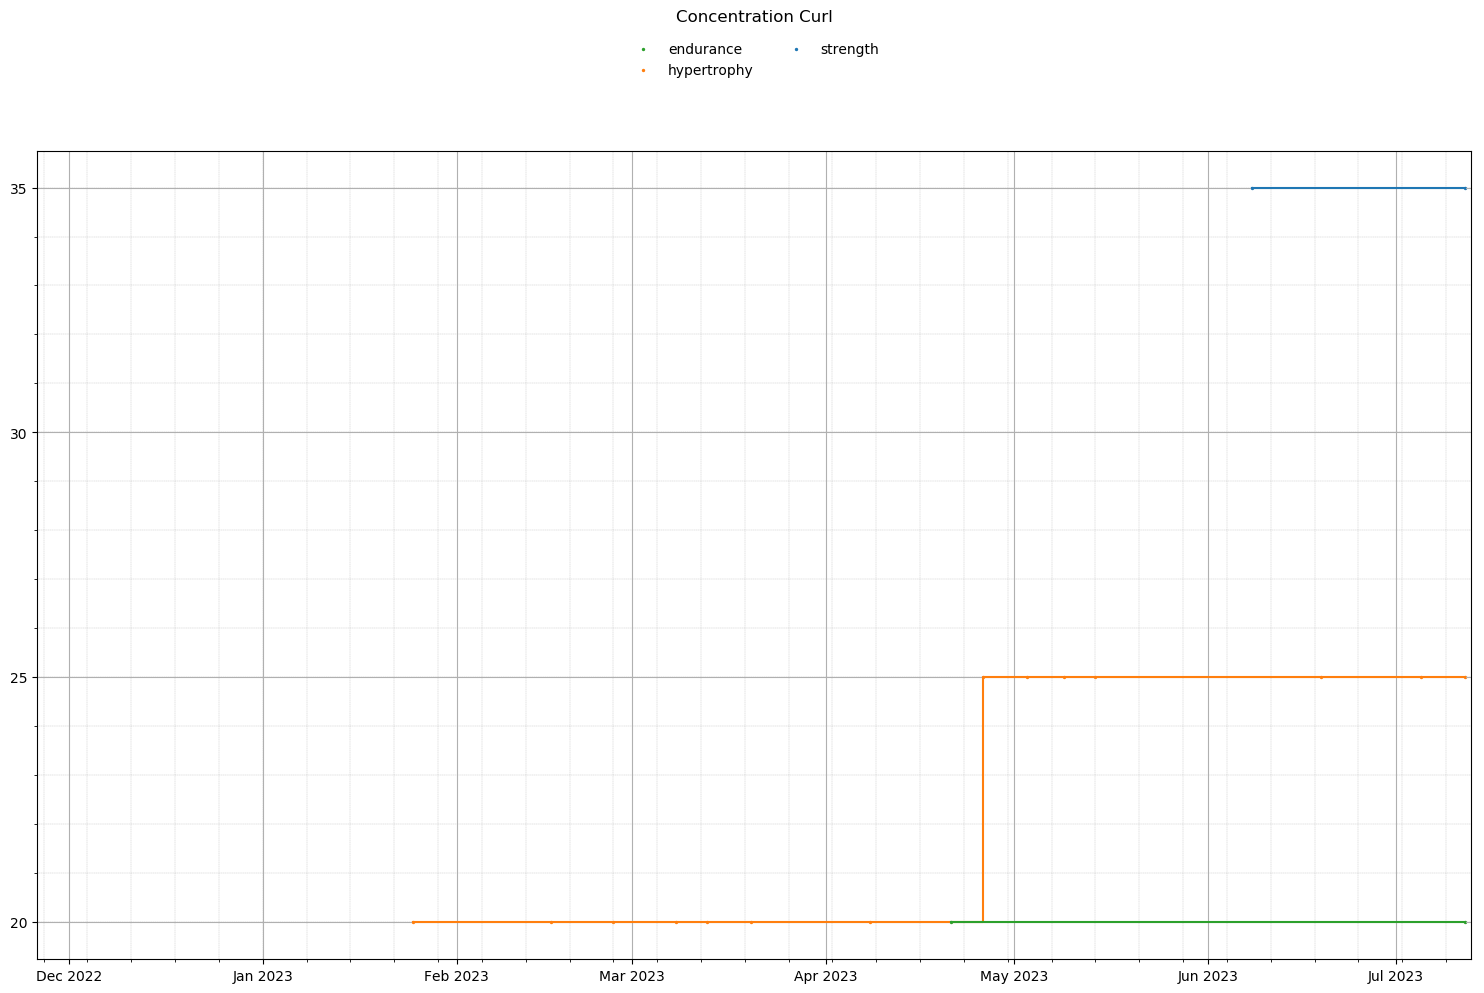 Concentration Curl
endurance strength
hypertrophy
35
30
25
20
Dec 2022 Jan 2023 Feb 2023 Mar 2023 Apr 2023 May 2023 Jun 2023 Jul 2023